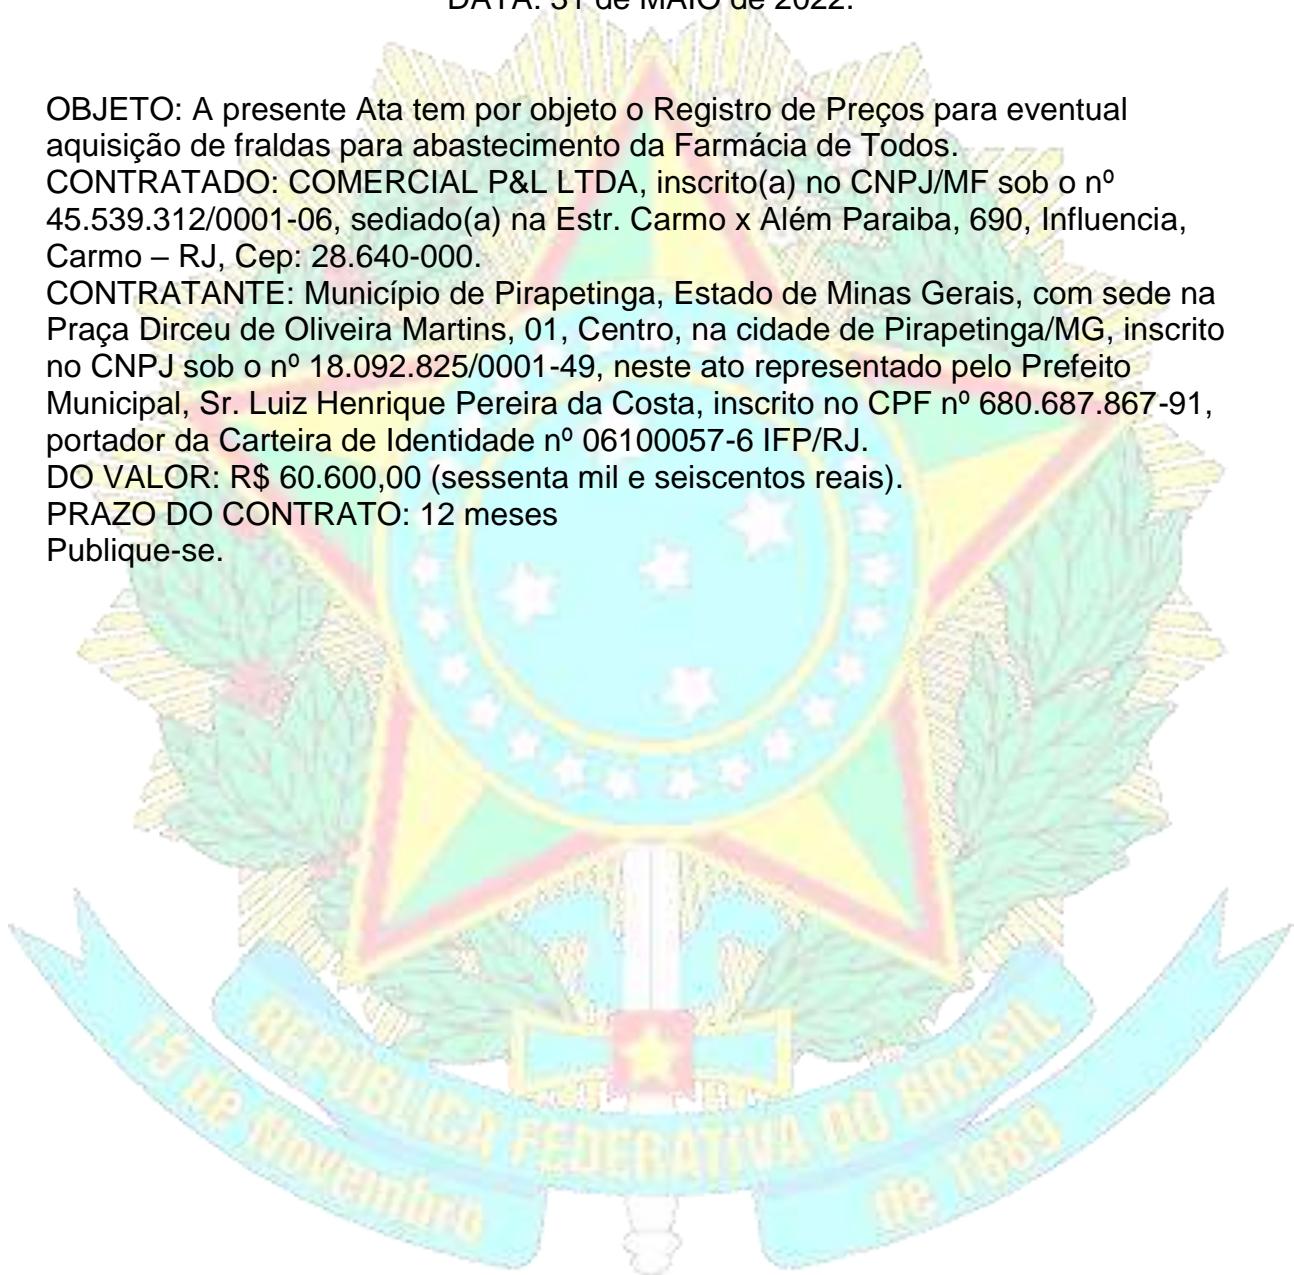 DATA: 31 de MAIO de 2022.
OBJETO: A presente Ata tem por objeto o Registro de Preços para eventual
aquisição de fraldas para abastecimento da Farmácia de Todos.
CONTRATADO: COMERCIAL P&L LTDA, inscrito(a) no CNPJ/MF sob o nº
45.539.312/0001-06, sediado(a) na Estr. Carmo x Além Paraiba, 690, Influencia,
Carmo – RJ, Cep: 28.640-000.
CONTRATANTE: Município de Pirapetinga, Estado de Minas Gerais, com sede na
Praça Dirceu de Oliveira Martins, 01, Centro, na cidade de Pirapetinga/MG, inscrito
no CNPJ sob o nº 18.092.825/0001-49, neste ato representado pelo Prefeito
Municipal, Sr. Luiz Henrique Pereira da Costa, inscrito no CPF nº 680.687.867-91,
portador da Carteira de Identidade nº 06100057-6 IFP/RJ.
DO VALOR: R$ 60.600,00 (sessenta mil e seiscentos reais).
PRAZO DO CONTRATO: 12 meses
Publique-se.
REPÚBLICA FEDERATIVA DO BRASIL
15 de Novembro de 1889